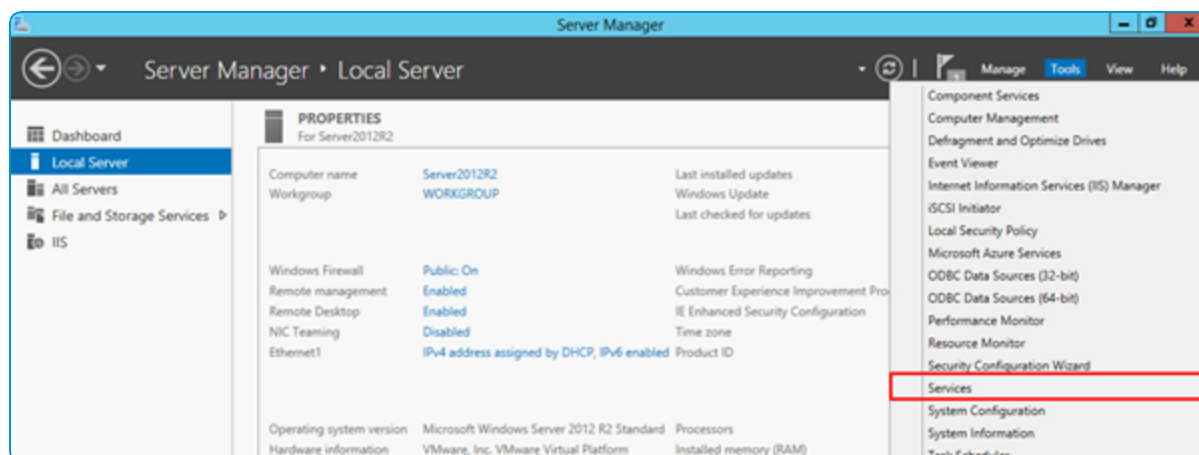 Server Manager
Server Manager ‣ Local Server
Manage Tools View Help
Dashboard
Local Server
All Servers
File and Storage Services
IIS
PROPERTIES
For Server2012R2
Computer name Server2012R2 Last installed updates
Workgroup WORKGROUP Windows Update
Last checked for updates
Windows Firewall Public: On Windows Error Reporting
Remote management Enabled Customer Experience Improvement Pro
Remote Desktop Enabled IE Enhanced Security Configuration
NIC Teaming Disabled Time zone
Ethernet1 IPv4 address assigned by DHCP, IPv6 enabled Product ID
Operating system version Microsoft Windows Server 2012 R2 Standard Processors
Hardware information VMware, Inc. VMware Virtual Platform Installed memory (RAM)
Component Services
Computer Management
Defragment and Optimize Drives
Event Viewer
Internet Information Services (IIS) Manager
iSCSI Initiator
Local Security Policy
Microsoft Azure Services
ODBC Data Sources (32-bit)
ODBC Data Sources (64-bit)
Performance Monitor
Resource Monitor
Security Configuration Wizard
Services
System Configuration
System Information
Task Scheduler